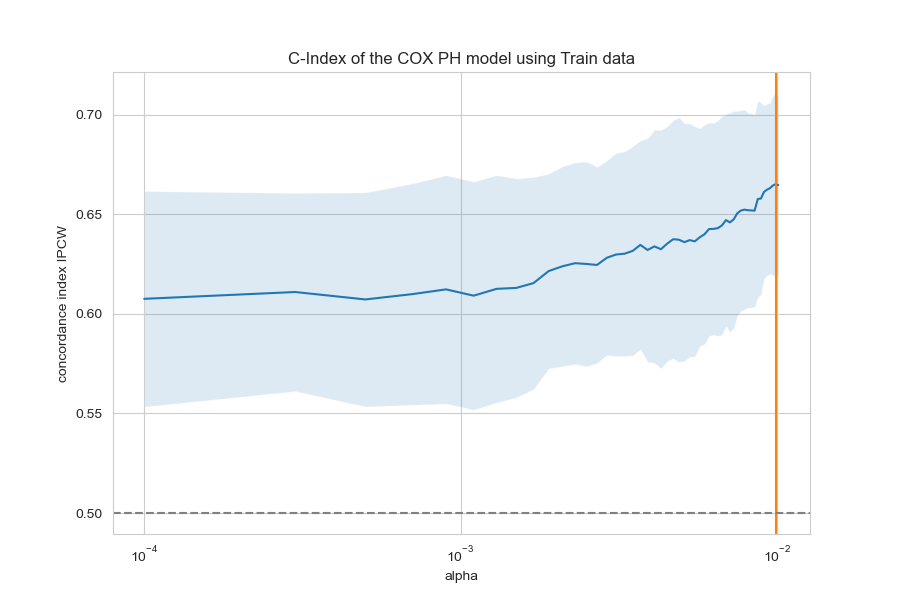 C-Index of the COX PH model using Train data
concordance index IPCW
0.70
0.65
0.60
0.55
0.50
10⁻⁴
10⁻³
10⁻²
alpha